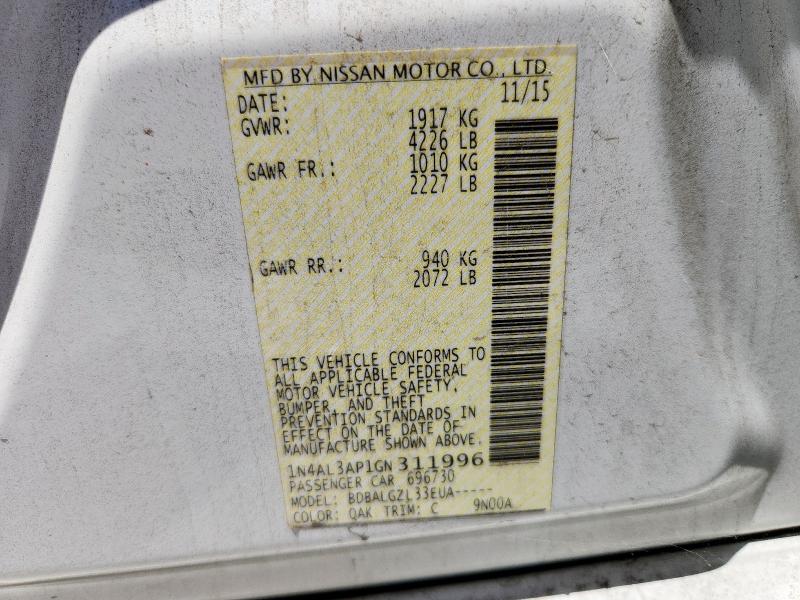 MFD BY NISSAN MOTOR CO., LTD.
DATE: 11/15
GVWR: 1917 KG
4226 LB
GAWR FR.: 1010 KG
2227 LB
GAWR RR.: 940 KG
2072 LB
THIS VEHICLE CONFORMS TO
ALL APPLICABLE FEDERAL
MOTOR VEHICLE SAFETY,
BUMPER, AND THEFT
PREVENTION STANDARDS IN
EFFECT ON THE DATE OF
MANUFACTURE SHOWN ABOVE.
1N4AL3AP1GN311996
PASSENGER CAR 696730
MODEL: BDBALGZL33EUA-----
COLOR: QAK TRIM: C 9N00A